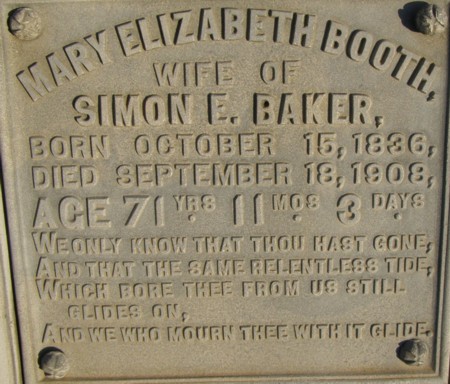 MARY ELIZABETH BOOTH,
WIFE OF
SIMON E. BAKER,
BORN OCTOBER 15, 1836,
DIED SEPTEMBER 18, 1908,
AGE 71 YRS 11 MOS 3 DAYS
WE ONLY KNOW THAT THOU HAST GONE,
AND THAT THE SAME RELENTLESS TIDE,
WHICH BORE THEE FROM US STILL
GLIDES ON,
AND WE WHO MOURN THEE WITH IT GLIDE.